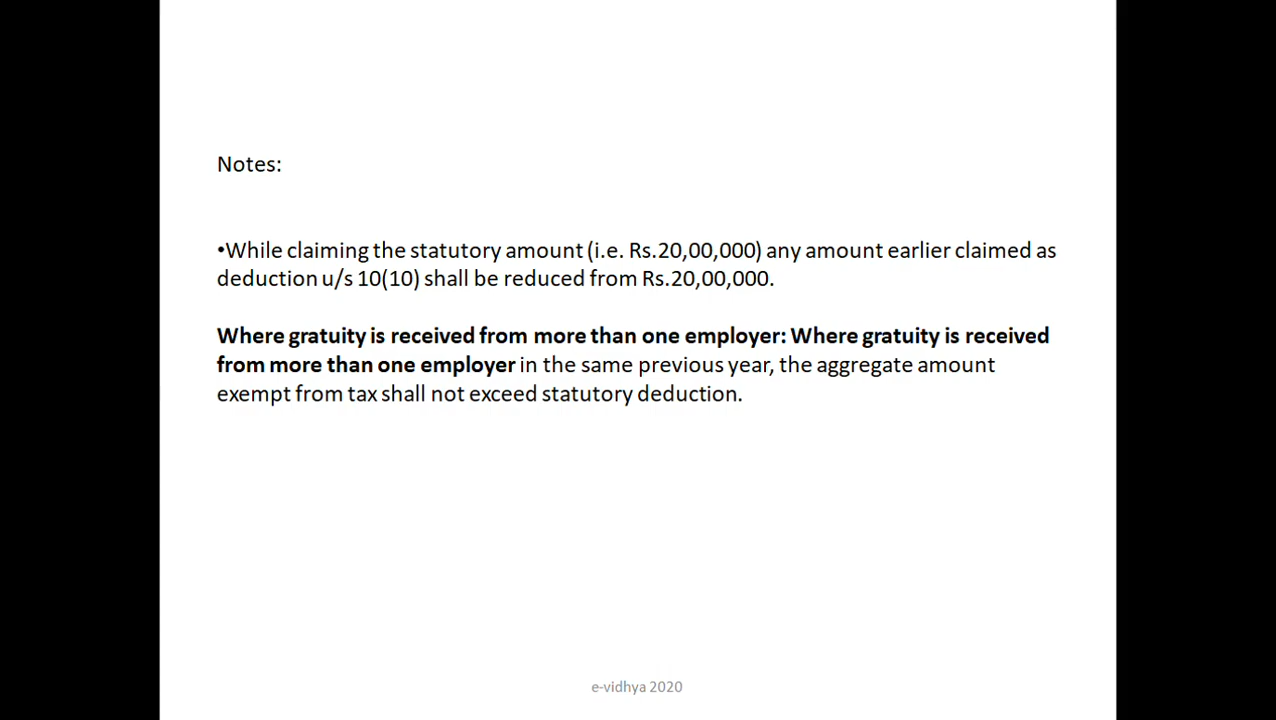 Notes:
•While claiming the statutory amount (i.e. Rs.20,00,000) any amount earlier claimed as
deduction u/s 10(10) shall be reduced from Rs.20,00,000.
Where gratuity is received from more than one employer: Where gratuity is received
from more than one employer in the same previous year, the aggregate amount
exempt from tax shall not exceed statutory deduction.
e-vidhya 2020